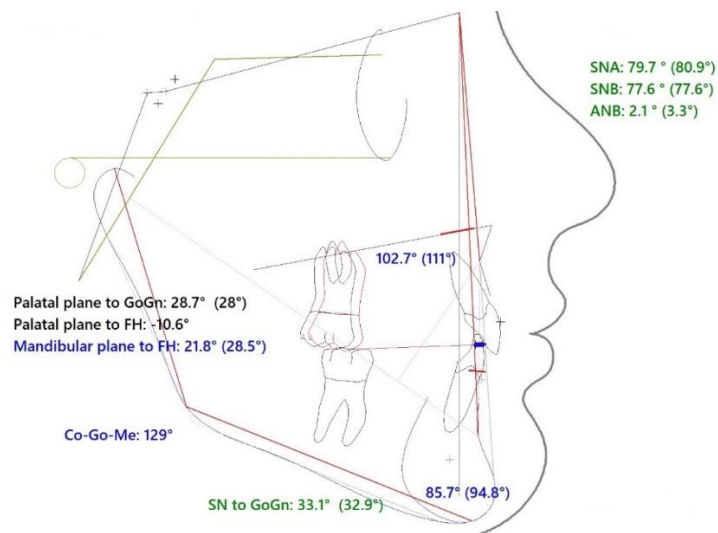 SNA: 79.7 ° (80.9°)
SNB: 77.6 ° (77.6°)
ANB: 2.1 ° (3.3°)
102.7° (111°)
Palatal plane to GoGn: 28.7° (28°)
Palatal plane to FH: -10.6°
Mandibular plane to FH: 21.8° (28.5°)
Co-Go-Me: 129°
85.7° (94.8°)
SN to GoGn: 33.1° (32.9°)